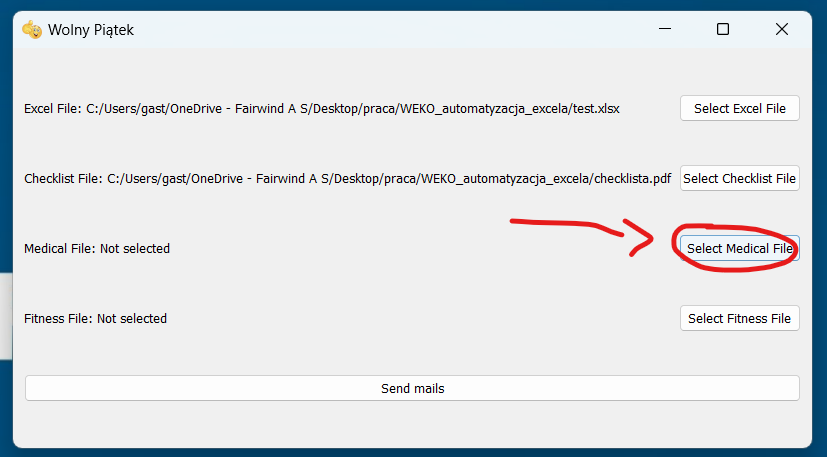 Wolny Piątek
Excel File: C:/Users/gast/OneDrive - Fairwind A S/Desktop/praca/WEKO_automatyzacja_excela/test.xlsx
Select Excel File
Checklist File: C:/Users/gast/OneDrive - Fairwind A S/Desktop/praca/WEKO_automatyzacja_excela/checklista.pdf
Select Checklist File
Medical File: Not selected
Select Medical File
Fitness File: Not selected
Select Fitness File
Send mails